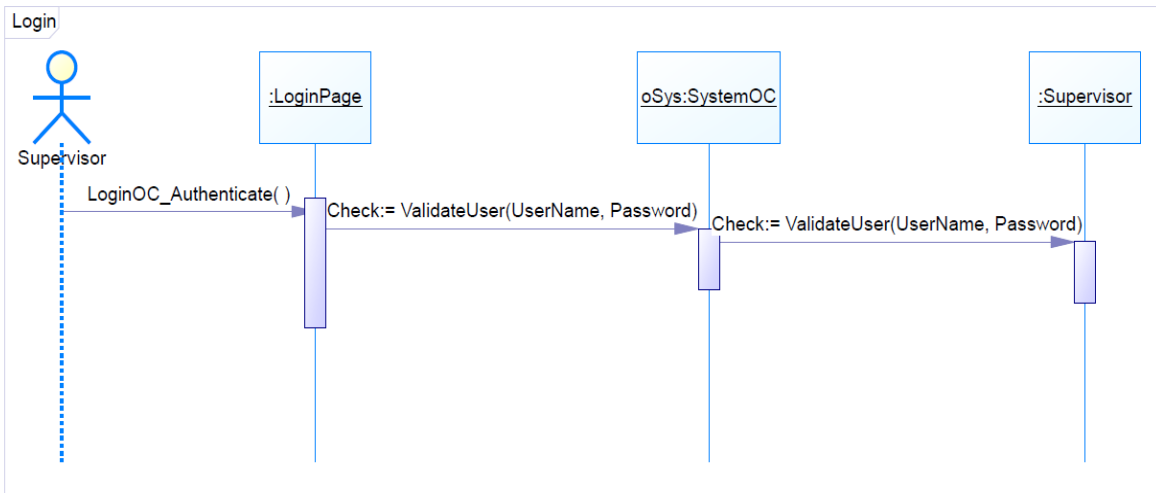 Login
:LoginPage
oSys:SystemOC
:Supervisor
Supervisor
LoginOC_Authenticate( )
Check:= ValidateUser(UserName, Password)
Check:= ValidateUser(UserName, Password)